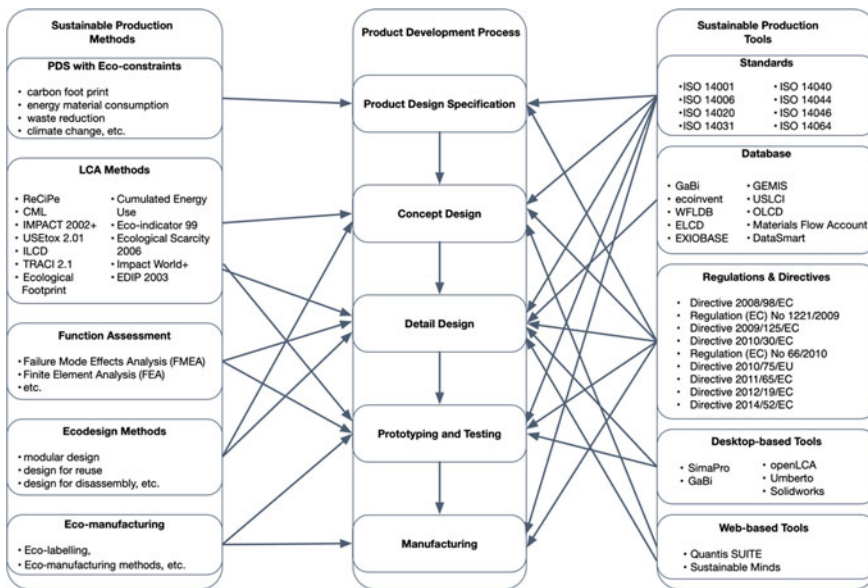 Sustainable Production
Methods
PDS with Eco-constraints
• carbon foot print
• energy material consumption
• waste reduction
• climate change, etc.
LCA Methods
• ReCiPe
• CML
• IMPACT 2002+
• USEtox 2.01
• ILCD
• TRACI 2.1
• Ecological
Footprint
• Cumulated Energy
Use
• Eco-indicator 99
• Ecological Scarcity
2006
• Impact World+
• EDIP 2003
Function Assessment
• Failure Mode Effects Analysis (FMEA)
• Finite Element Analysis (FEA)
• etc.
Ecodesign Methods
• modular design
• design for reuse
• design for disassembly, etc.
Eco-manufacturing
• Eco-labelling,
• Eco-manufacturing methods, etc.
Product Development Process
Product Design Specification
Concept Design
Detail Design
Prototyping and Testing
Manufacturing
Sustainable Production
Tools
Standards
•ISO 14001
•ISO 14006
•ISO 14020
•ISO 14031
• ISO 14040
• ISO 14044
• ISO 14046
• ISO 14064
Database
• GaBi
• ecoinvent
• WFLDB
• ELCD
• EXIOBASE
• GEMIS
• USLCI
• OLCD
• Materials Flow Account
• DataSmart
Regulations & Directives
• Directive 2008/98/EC
• Regulation (EC) No 1221/2009
• Directive 2009/125/EC
• Directive 2010/30/EC
• Regulation (EC) No 66/2010
• Directive 2010/75/EU
• Directive 2011/65/EC
• Directive 2012/19/EC
• Directive 2014/52/EC
Desktop-based Tools
• SimaPro
• GaBi
• openLCA
• Umberto
• Solidworks
Web-based Tools
• Quantis SUITE
• Sustainable Minds